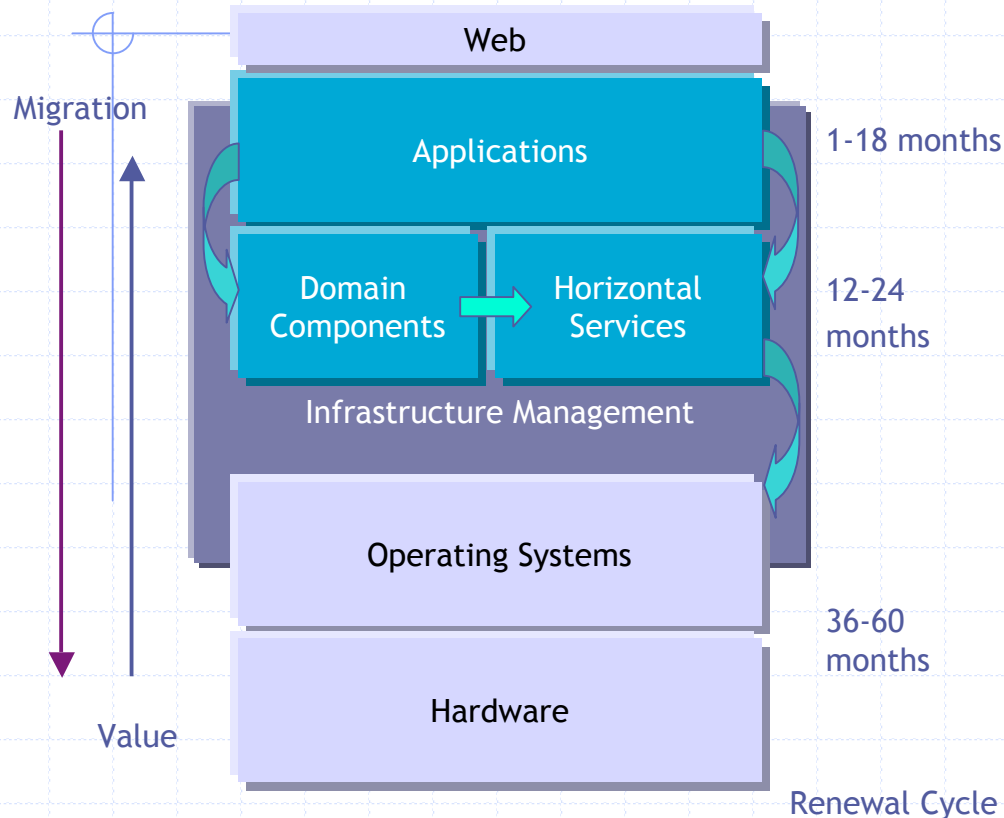 Web
Migration
Applications
1-18 months
Domain
Components
Horizontal
Services
12-24
months
Infrastructure Management
Operating Systems
36-60
months
Hardware
Value
Renewal Cycle